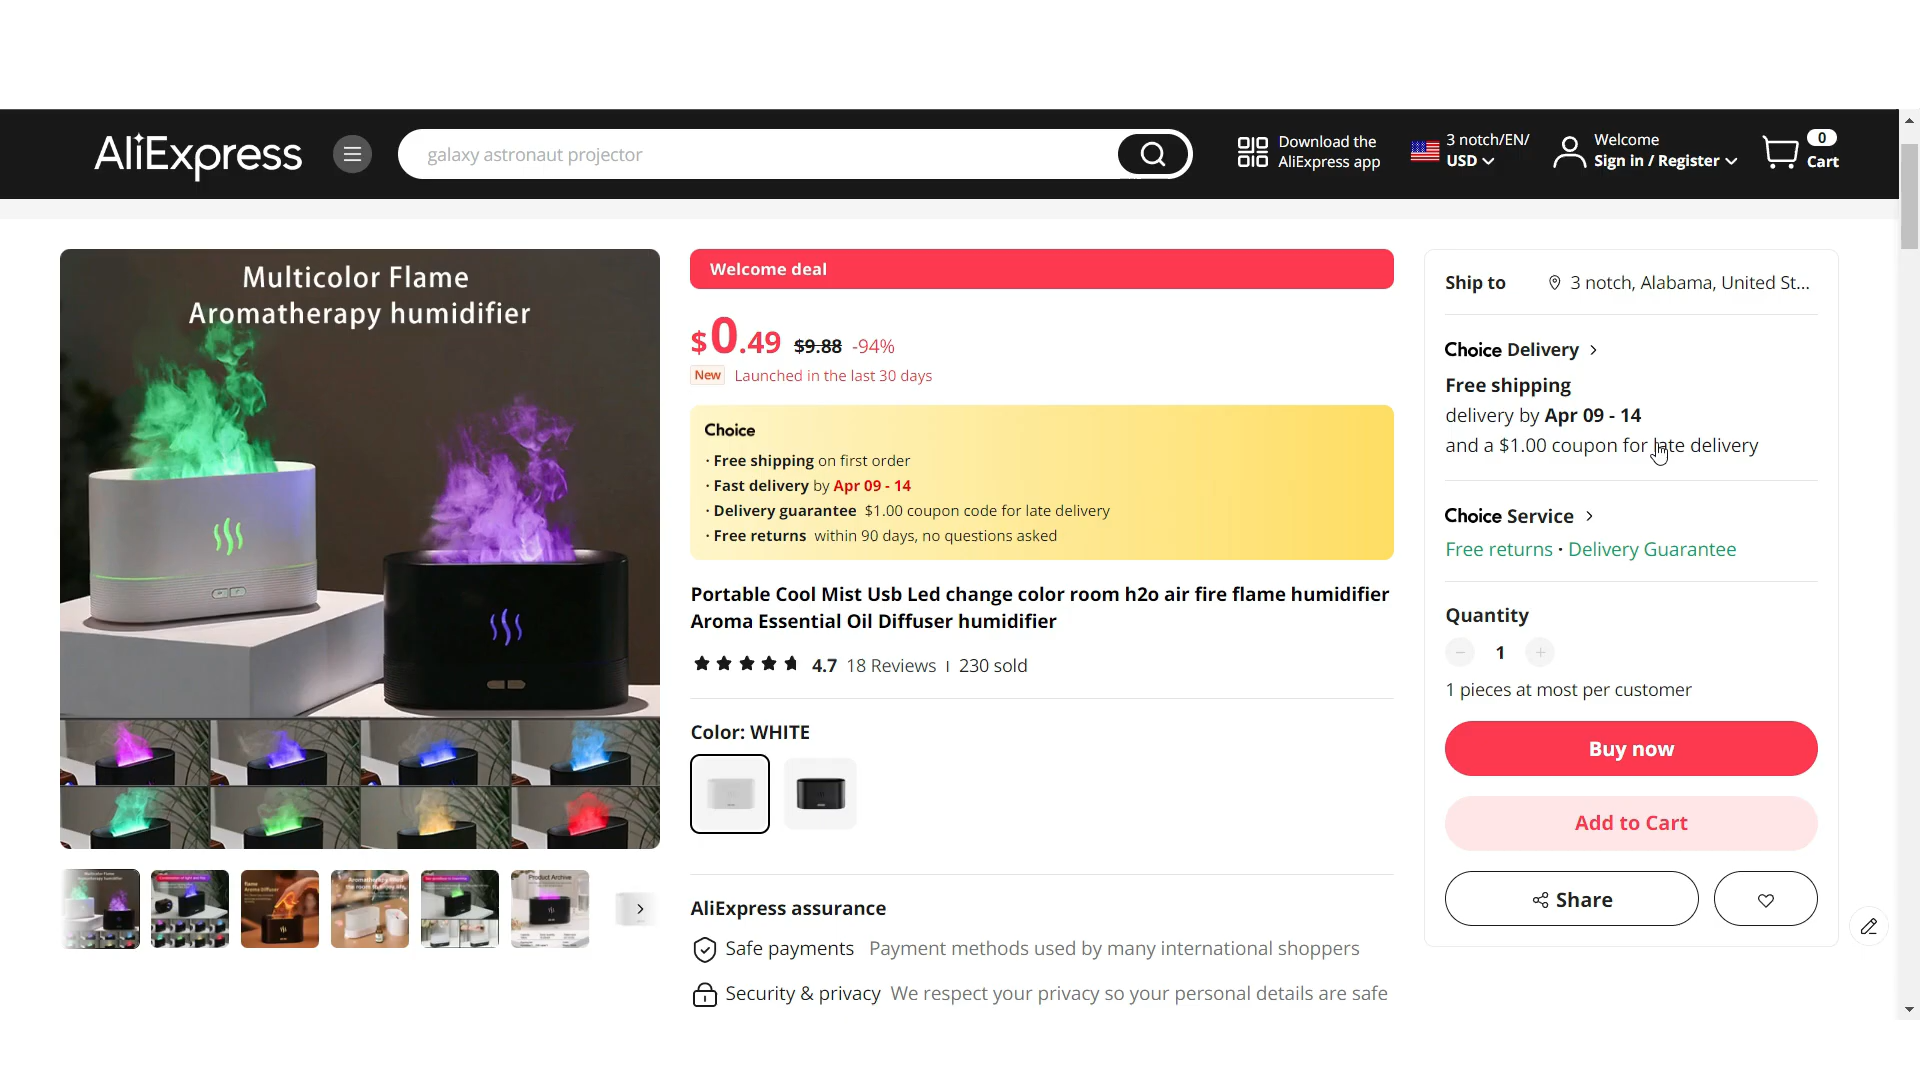 AliExpress
galaxy astronaut projector
Download the
AliExpress app
3 notch/EN/
USD
Welcome
Sign in / Register
0
Cart
Multicolor Flame
Aromatherapy humidifier
Welcome deal
$0.49 $9.88 -94%
New Launched in the last 30 days
Choice
· Free shipping on first order
· Fast delivery by Apr 09 - 14
· Delivery guarantee $1.00 coupon code for late delivery
· Free returns within 90 days, no questions asked
Portable Cool Mist Usb Led change color room h2o air fire flame humidifier
Aroma Essential Oil Diffuser humidifier
4.7 18 Reviews | 230 sold
Color: WHITE
AliExpress assurance
Safe payments Payment methods used by many international shoppers
Security & privacy We respect your privacy so your personal details are safe
Ship to 3 notch, Alabama, United St...
Choice Delivery >
Free shipping
delivery by Apr 09 - 14
and a $1.00 coupon for late delivery
Choice Service >
Free returns · Delivery Guarantee
Quantity
− 1 +
1 pieces at most per customer
Buy now
Add to Cart
Share